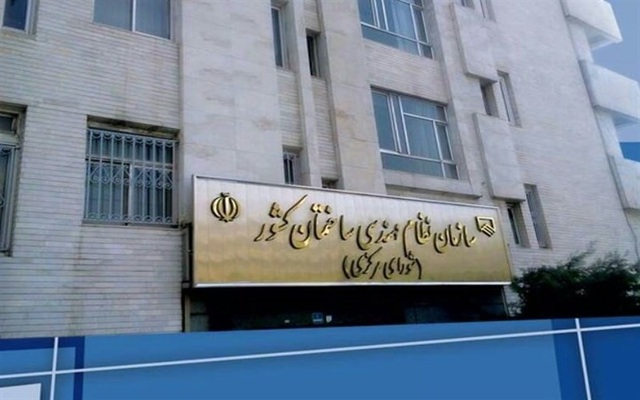 سازمان نظام مهندسی ساختمان کشور
(شورای مرکزی)